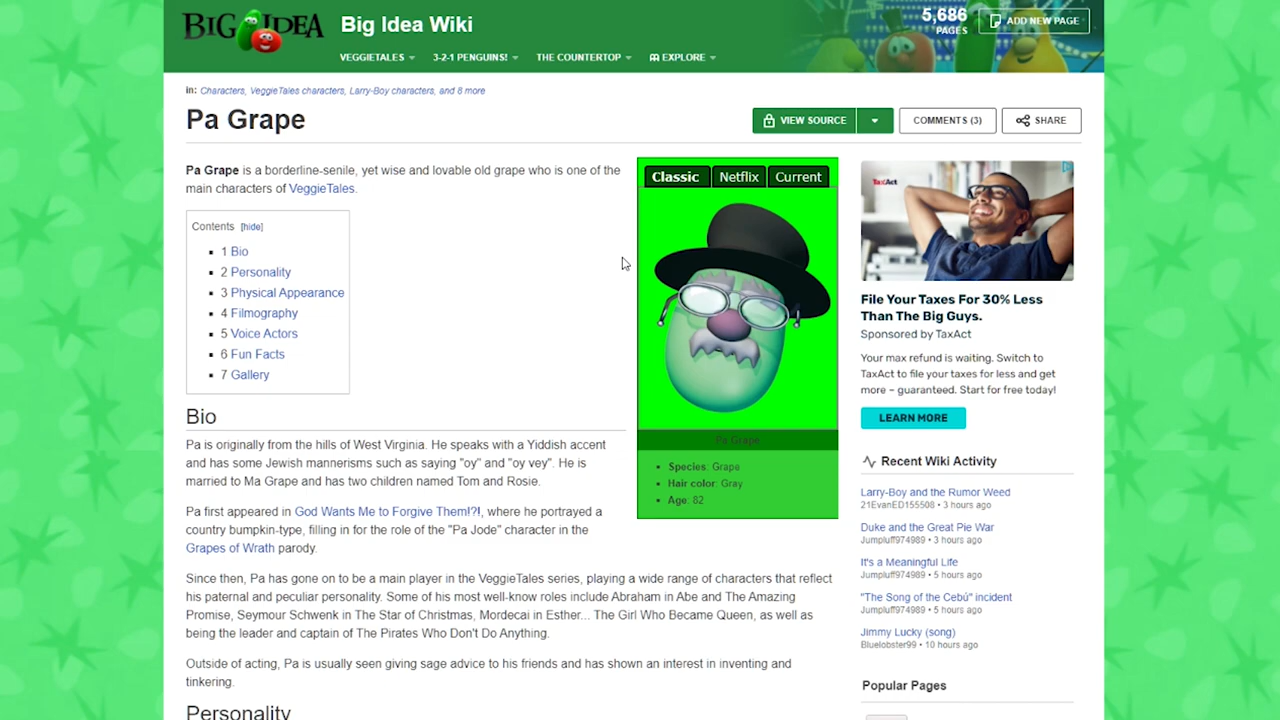 BIG IDEA
Big Idea Wiki
5,686
PAGES
ADD NEW PAGE
VEGGIETALES
3-2-1 PENGUINS!
THE COUNTERTOP
EXPLORE
in: Characters, VeggieTales characters, Larry-Boy characters, and 8 more
Pa Grape
VIEW SOURCE
COMMENTS (3)
SHARE
Pa Grape is a borderline-senile, yet wise and lovable old grape who is one of the
main characters of VeggieTales.
Contents [hide]
1 Bio
2 Personality
3 Physical Appearance
4 Filmography
5 Voice Actors
6 Fun Facts
7 Gallery
Classic
Netflix
Current
Pa Grape
Species: Grape
Hair color: Gray
Age: 82
Bio
Pa is originally from the hills of West Virginia. He speaks with a Yiddish accent
and has some Jewish mannerisms such as saying "oy" and "oy vey". He is
married to Ma Grape and has two children named Tom and Rosie.
Pa first appeared in God Wants Me to Forgive Them!?!, where he portrayed a
country bumpkin-type, filling in for the role of the "Pa Jode" character in the
Grapes of Wrath parody.
Since then, Pa has gone on to be a main player in the VeggieTales series, playing a wide range of characters that reflect
his paternal and peculiar personality. Some of his most well-know roles include Abraham in Abe and The Amazing
Promise, Seymour Schwenk in The Star of Christmas, Mordecai in Esther... The Girl Who Became Queen, as well as
being the leader and captain of The Pirates Who Don't Do Anything.
Outside of acting, Pa is usually seen giving sage advice to his friends and has shown an interest in inventing and
tinkering.
Personality
TaxAct
File Your Taxes For 30% Less
Than The Big Guys.
Sponsored by TaxAct
Your max refund is waiting. Switch to
TaxAct to file your taxes for less and get
more – guaranteed. Start for free today!
LEARN MORE
Recent Wiki Activity
Larry-Boy and the Rumor Weed
21EvanED155508 • 3 hours ago
Duke and the Great Pie War
Jumpluff974989 • 3 hours ago
It's a Meaningful Life
Jumpluff974989 • 5 hours ago
"The Song of the Cebú" incident
Jumpluff974989 • 5 hours ago
Jimmy Lucky (song)
Bluelobster99 • 10 hours ago
Popular Pages